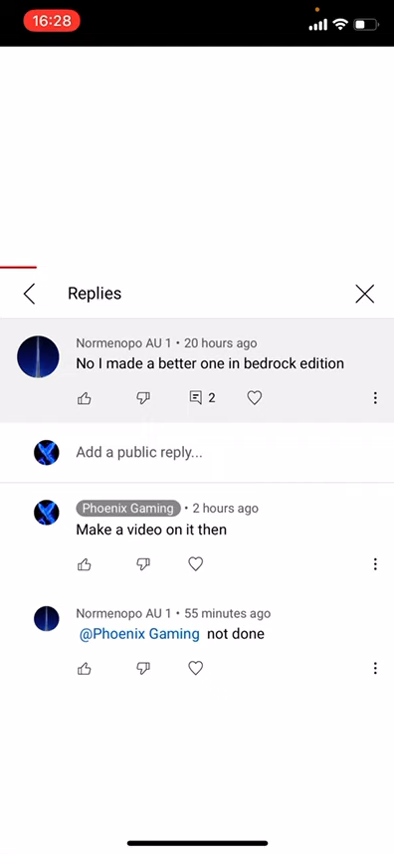 16:28
Replies
Normenopo AU 1 • 20 hours ago
No I made a better one in bedrock edition
2
Add a public reply...
Phoenix Gaming • 2 hours ago
Make a video on it then
Normenopo AU 1 • 55 minutes ago
@Phoenix Gaming not done